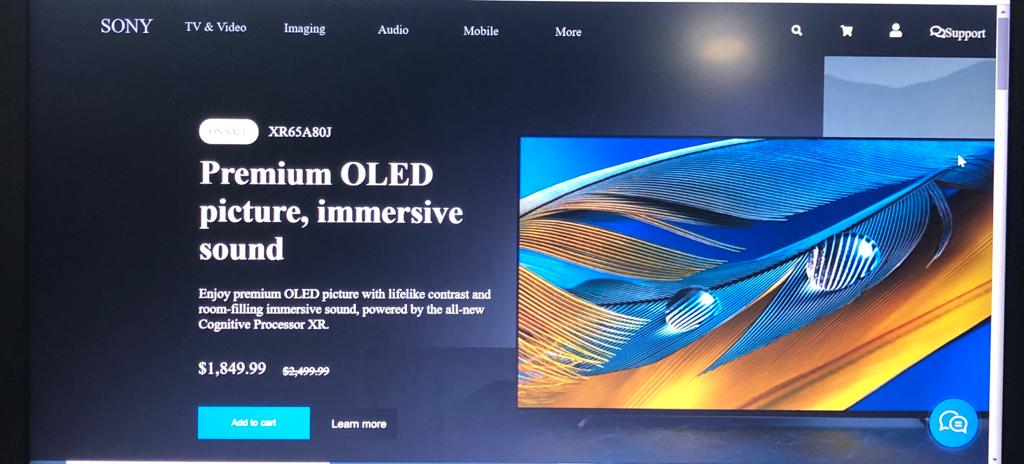 SONY
TV & Video
Imaging
Audio
Mobile
More
Support
ON SALE
XR65A80J
Premium OLED
picture, immersive
sound
Enjoy premium OLED picture with lifelike contrast and
room-filling immersive sound, powered by the all-new
Cognitive Processor XR.
$1,849.99 $2,499.99
Add to cart
Learn more